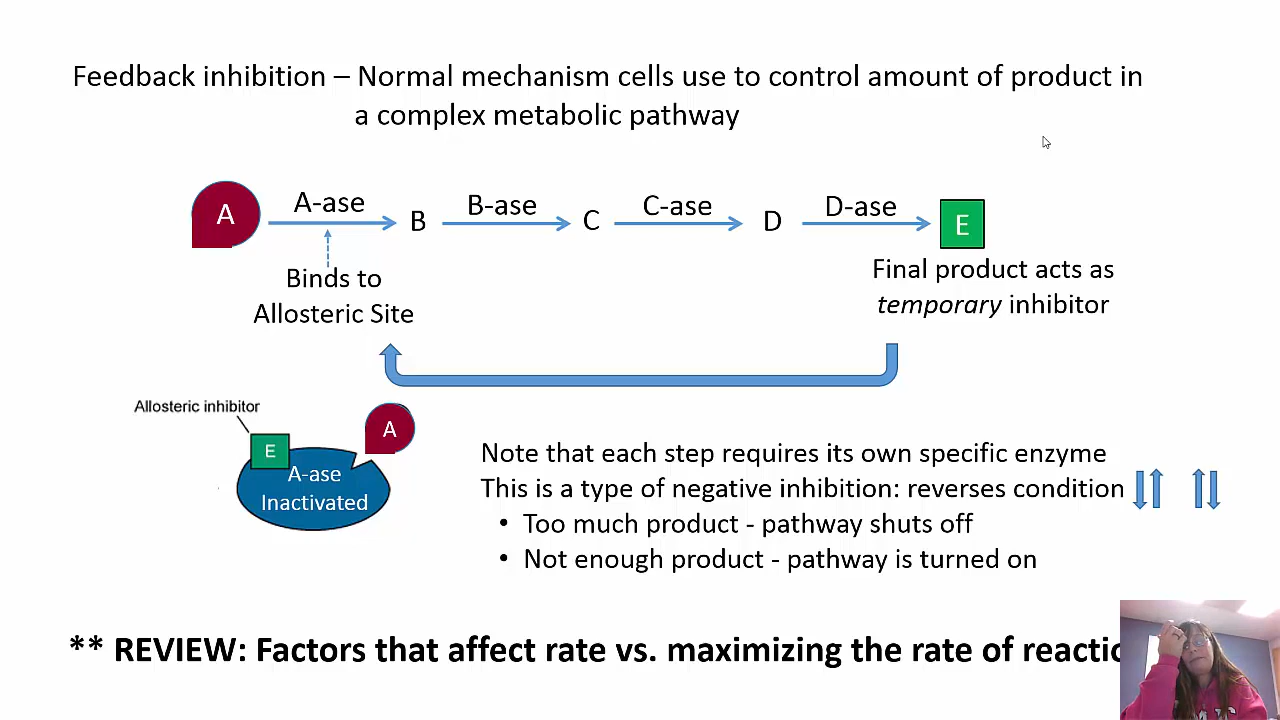 Feedback inhibition – Normal mechanism cells use to control amount of product in
a complex metabolic pathway
A
A-ase
B
B-ase
C
C-ase
D
D-ase
E
Binds to
Allosteric Site
Final product acts as
temporary inhibitor
Allosteric inhibitor
E
A
A-ase
Inactivated
Note that each step requires its own specific enzyme
This is a type of negative inhibition: reverses condition
• Too much product - pathway shuts off
• Not enough product - pathway is turned on
** REVIEW: Factors that affect rate vs. maximizing the rate of